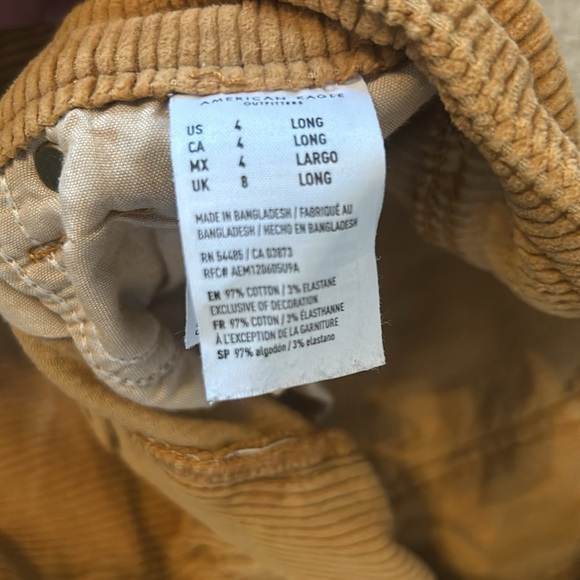 AMERICAN EAGLE
OUTFITTERS
US 4 LONG
CA 4 LONG
MX 4 LARGO
UK 8 LONG
MADE IN BANGLADESH / FABRIQUÉ AU
BANGLADESH / HECHO EN BANGLADESH
RN 54485 / CA 03873
RFC# AEM120605U9A
EN 97% COTTON / 3% ELASTANE
EXCLUSIVE OF DECORATION
FR 97% COTON / 3% ÉLASTHANNE
À L'EXCEPTION DE LA GARNITURE
SP 97% algodón / 3% elastano